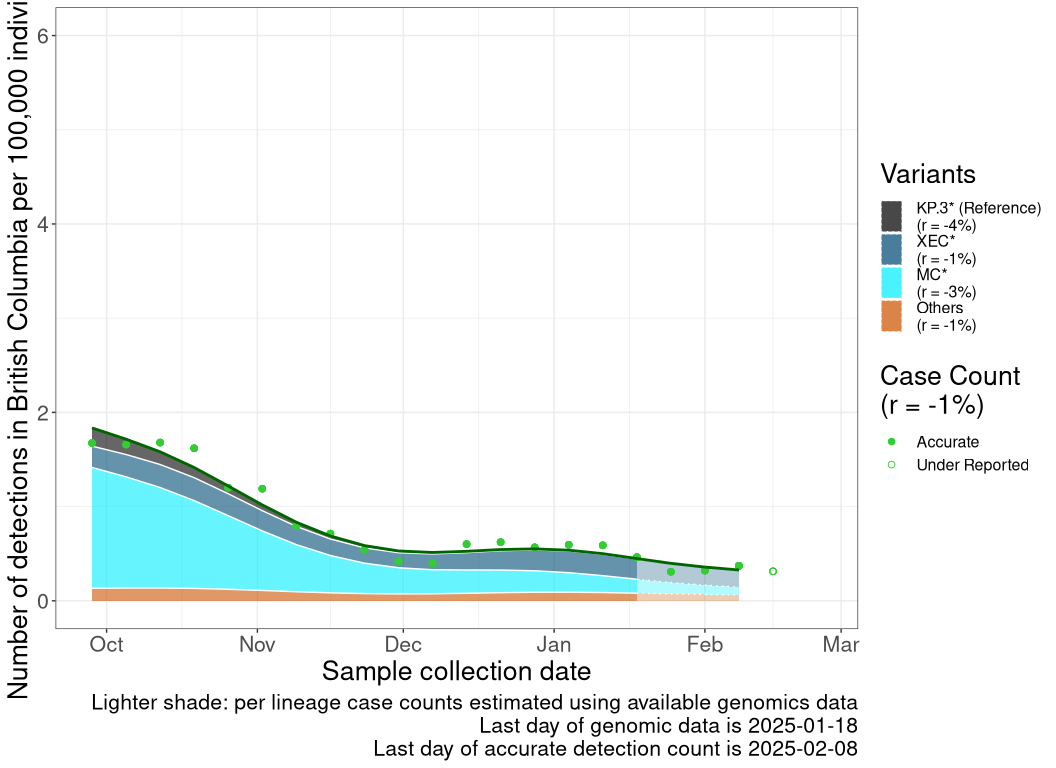 Number of detections in British Columbia per 100,000
6
4
2
0
Oct Nov Dec Jan Feb Mar
Sample collection date
Lighter shade: per lineage case counts estimated using available genomics data
Last day of genomic data is 2025-01-18
Last day of accurate detection count is 2025-02-08
Variants
KP.3* (Reference)
(r = -4%)
XEC*
(r = -1%)
MC*
(r = -3%)
Others
(r = -1%)
Case Count
(r = -1%)
Accurate
Under Reported